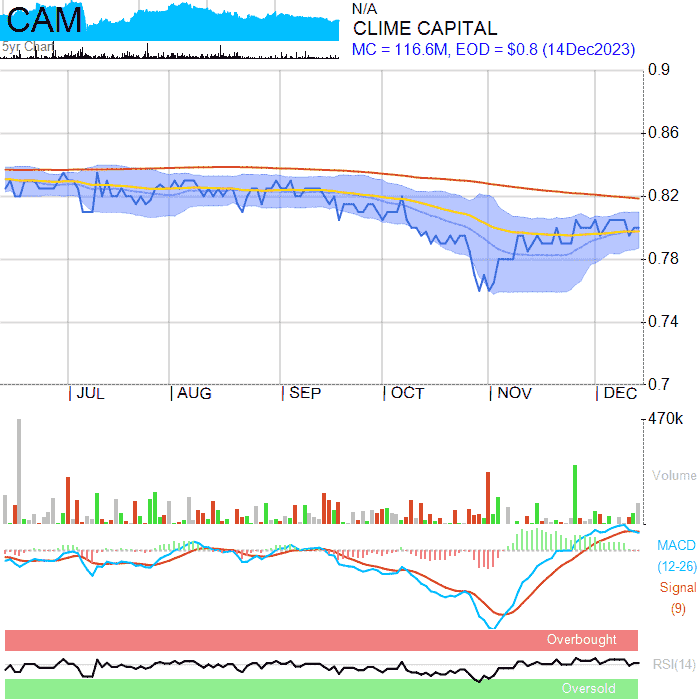 CAM
5yr Chart
N/A
CLIME CAPITAL
MC = 116.6M, EOD = $0.8 (14Dec2023)
0.9
0.86
0.82
0.78
0.74
0.7
JUL
AUG
SEP
OCT
NOV
DEC
470k
Volume
MACD
(12-26)
Signal
(9)
Overbought
RSI(14)
Oversold